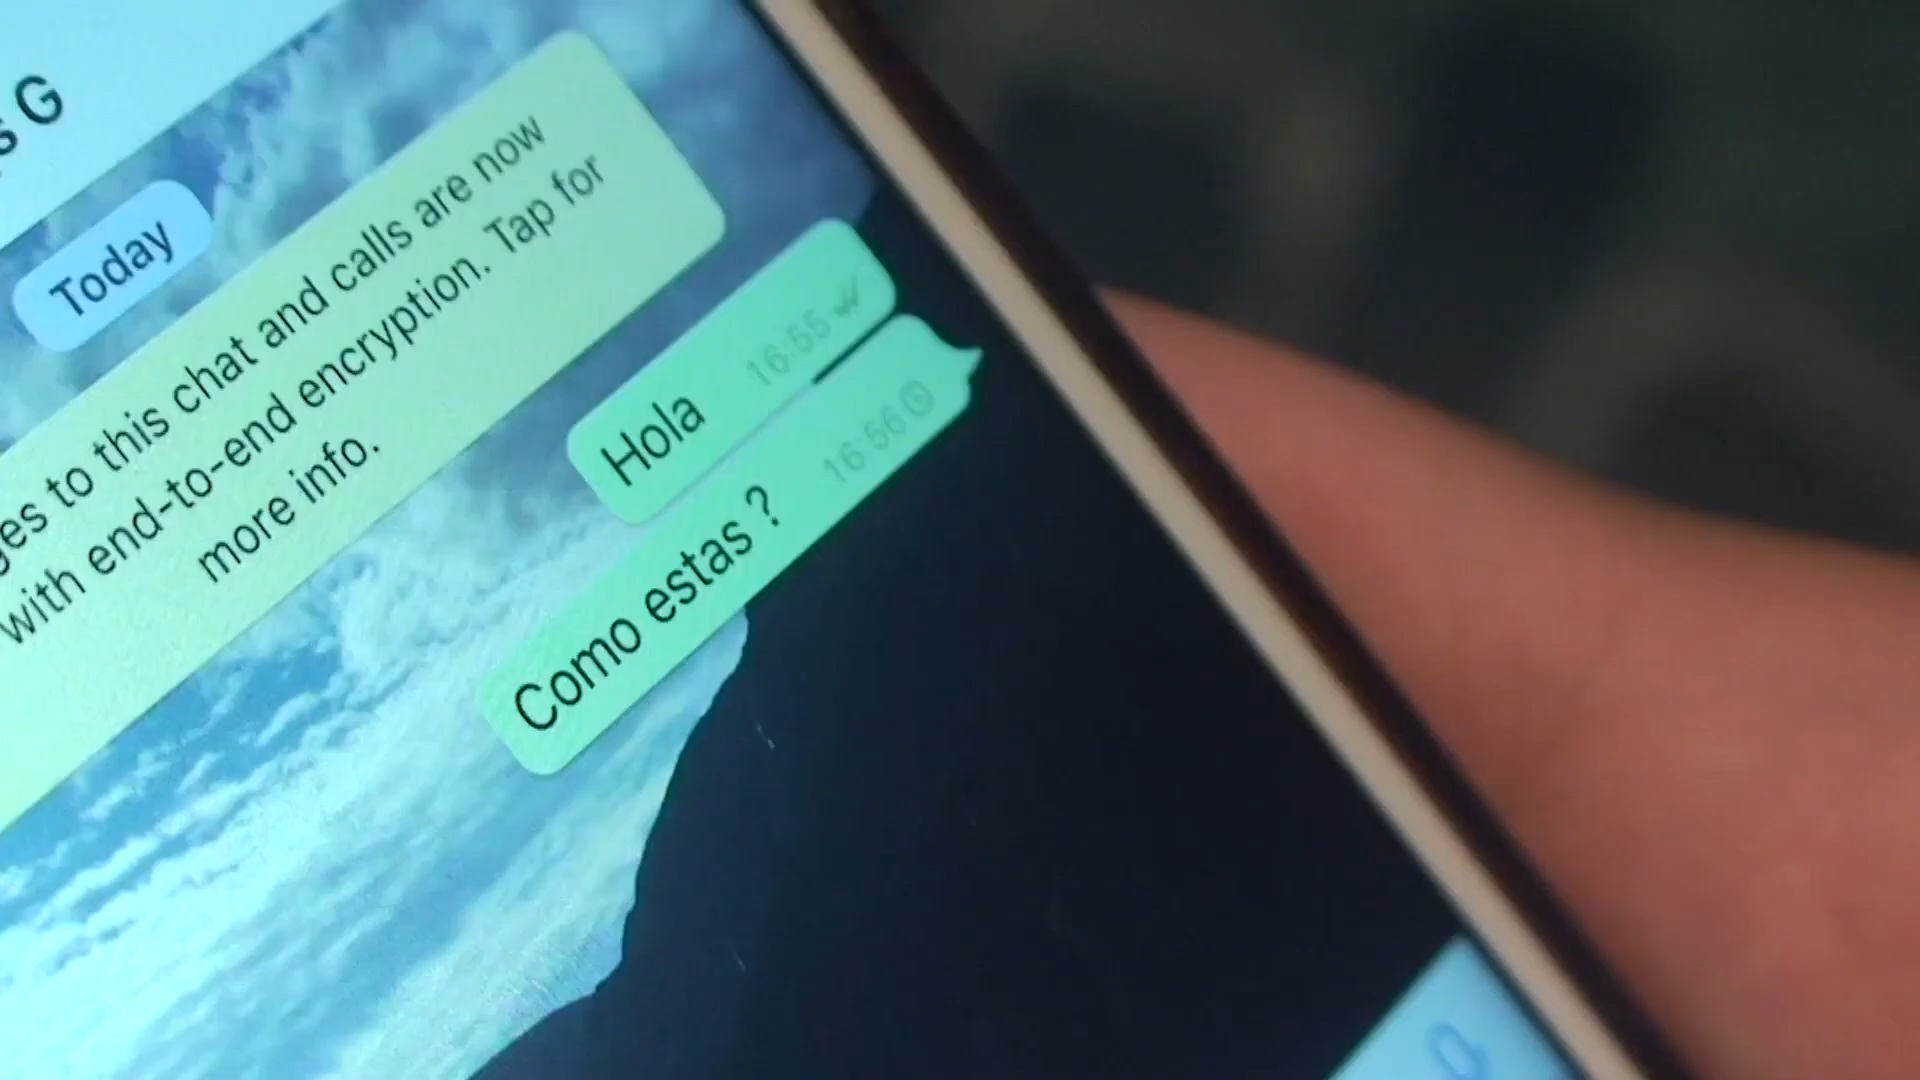 s G
Today
ges to this chat and calls are now
with end-to-end encryption. Tap for
more info.
Hola 16:55
Como estas ? 16:56